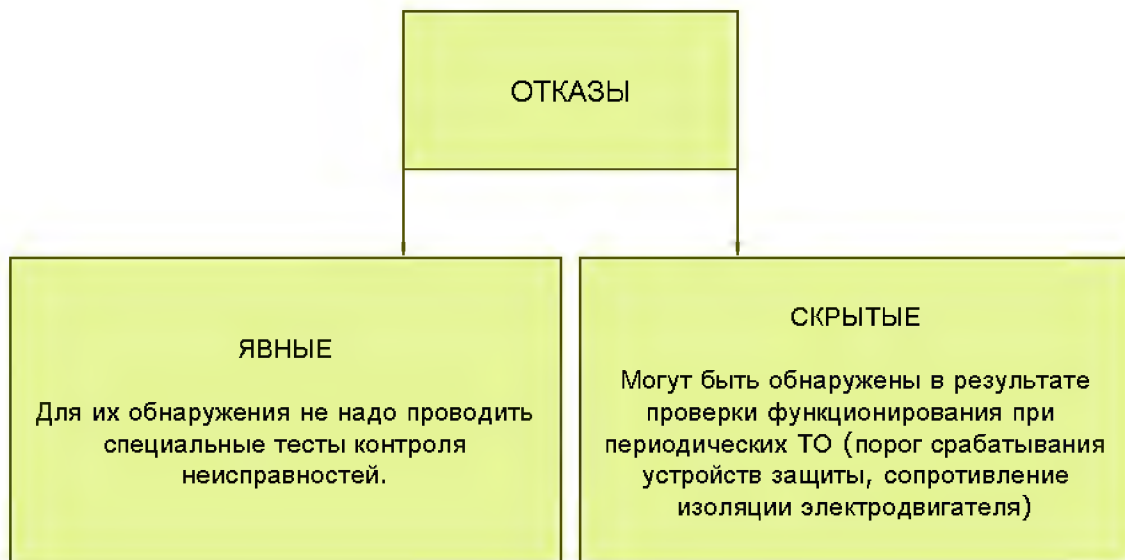 ОТКАЗЫ
ЯВНЫЕ
Для их обнаружения не надо проводить
специальные тесты контроля
неисправностей.
СКРЫТЫЕ
Могут быть обнаружены в результате
проверки функционирования при
периодических ТО (порог срабатывания
устройств защиты, сопротивление
изоляции электродвигателя)